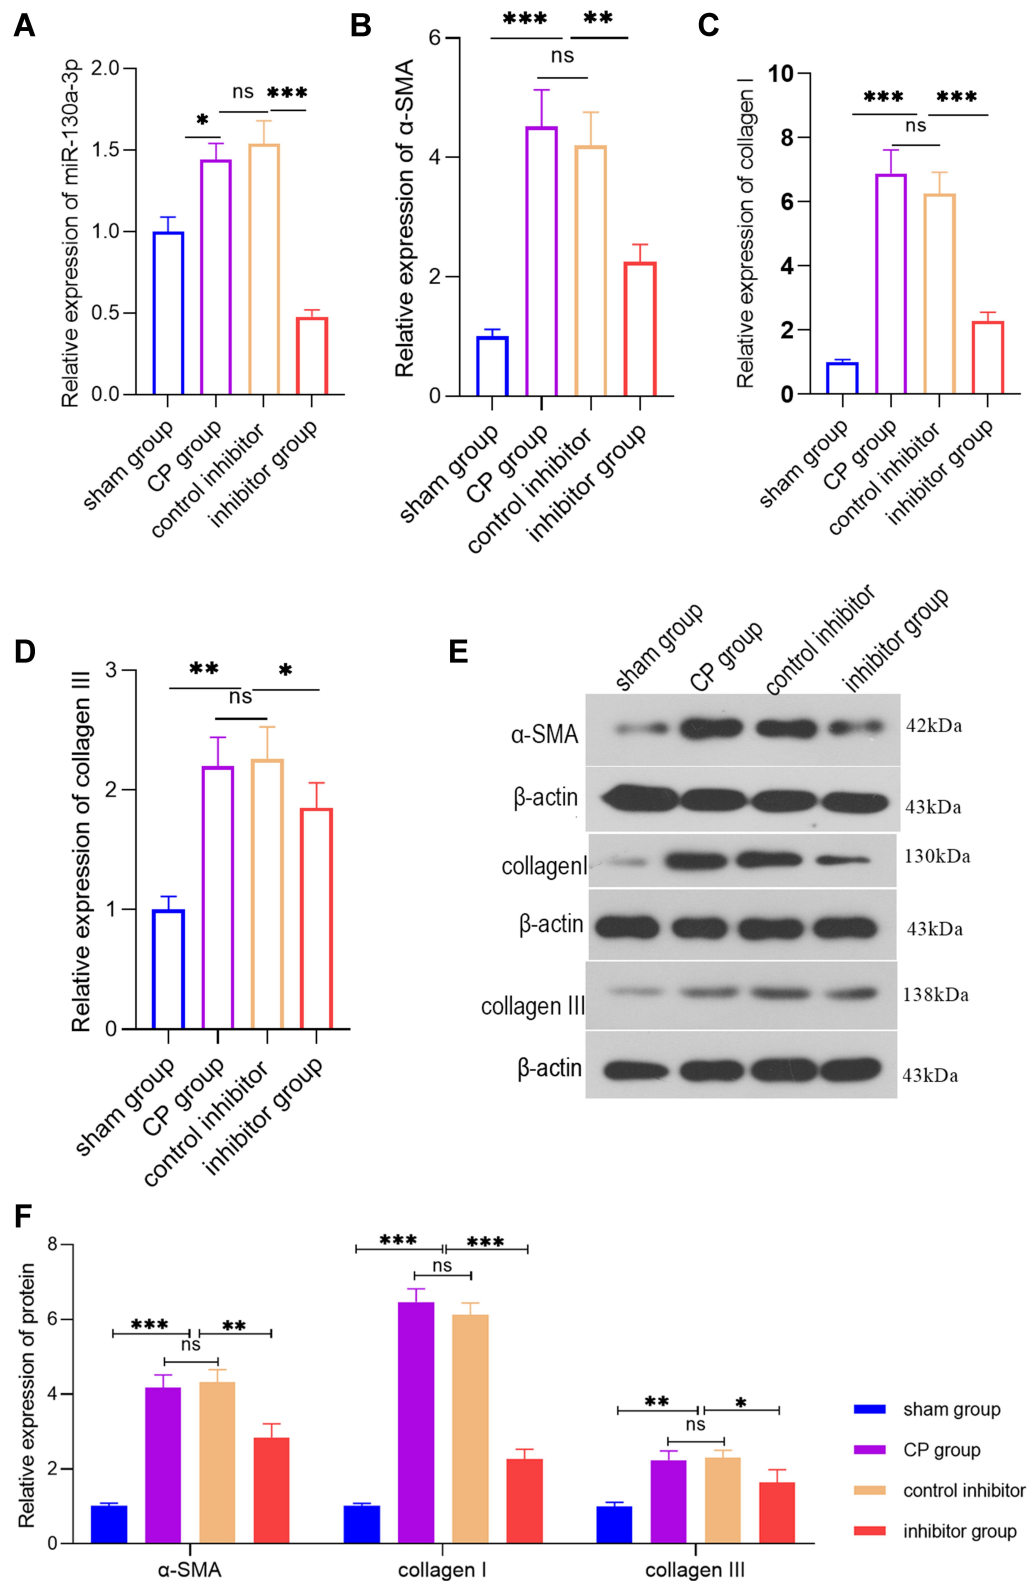 A
Relative expression of miR-130a-3p
2.0
1.5
1.0
0.5
0.0
*
ns
***
sham group
CP group
control inhibitor
inhibitor group
B
Relative expression of α-SMA
6
4
2
0
***
**
ns
sham group
CP group
control inhibitor
inhibitor group
C
Relative expression of collagen I
10
8
6
4
2
0
***
***
ns
sham group
CP group
control inhibitor
inhibitor group
D
Relative expression of collagen III
3
2
1
0
**
*
ns
sham group
CP group
control inhibitor
inhibitor group
E
sham group
CP group
control inhibitor
inhibitor group
α-SMA
42kDa
β-actin
43kDa
collagenI
130kDa
β-actin
43kDa
collagen III
138kDa
β-actin
43kDa
F
Relative expression of protein
8
6
4
2
0
***
**
ns
***
***
ns
**
*
ns
α-SMA
collagen I
collagen III
sham group
CP group
control inhibitor
inhibitor group